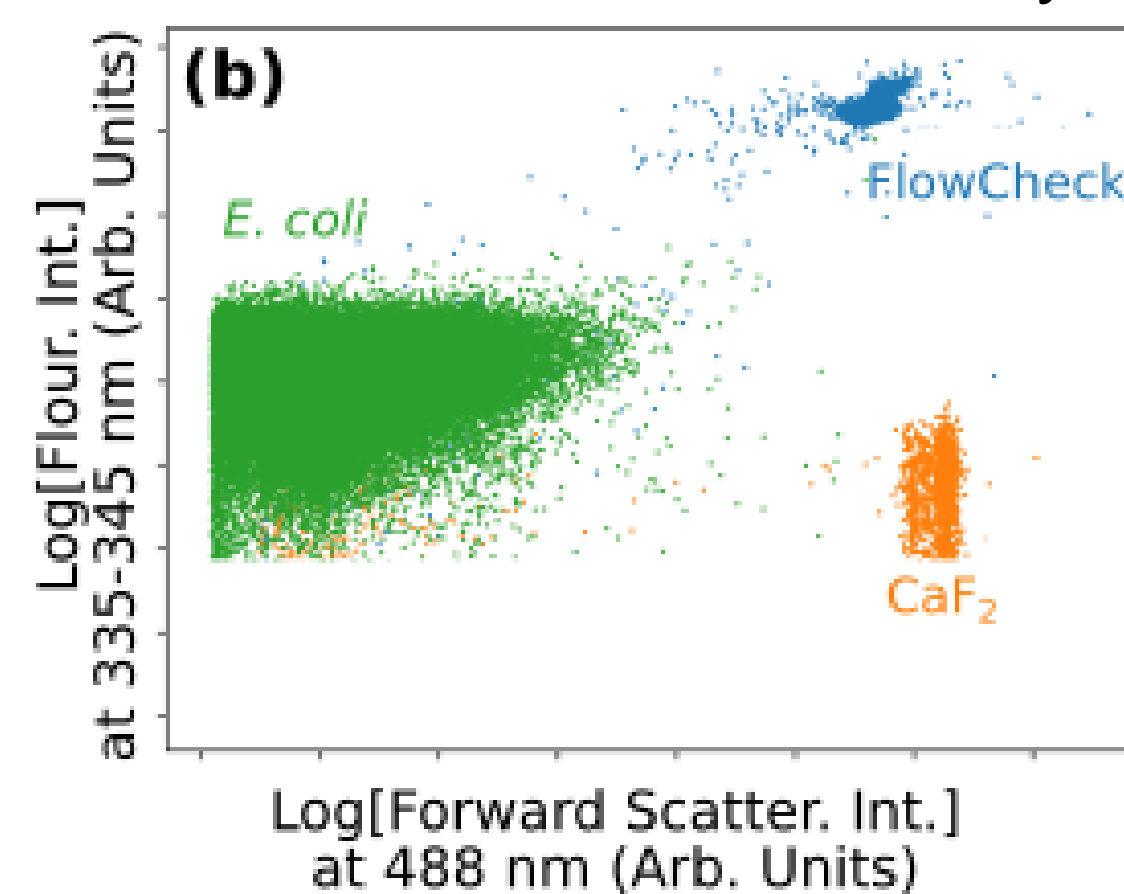 (b)
FlowCheck
E. coli
CaF₂
Log[Flour. Int.]
at 335-345 nm (Arb. Units)
Log[Forward Scatter. Int.]
at 488 nm (Arb. Units)